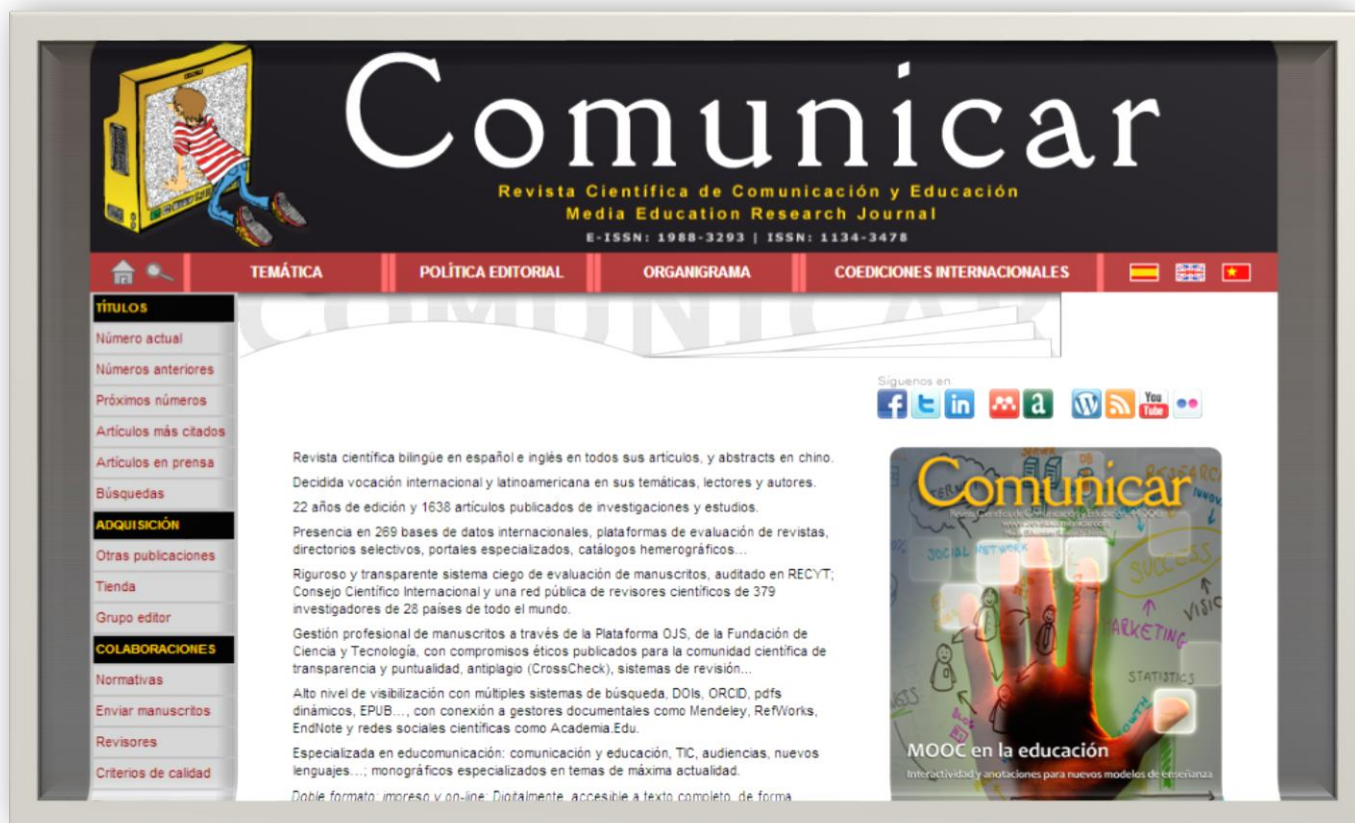 Comunicar
Revista Científica de Comunicación y Educación
Media Education Research Journal
E-ISSN: 1988-3293 | ISSN: 1134-3478
TEMÁTICA
POLÍTICA EDITORIAL
ORGANIGRAMA
COEDICIONES INTERNACIONALES
COMUNICAR
TÍTULOS
Número actual
Números anteriores
Próximos números
Artículos más citados
Artículos en prensa
Búsquedas
ADQUISICIÓN
Otras publicaciones
Tienda
Grupo editor
COLABORACIONES
Normativas
Enviar manuscritos
Revisores
Criterios de calidad
Síguenos en:
You
Tube
Revista científica bilingüe en español e inglés en todos sus artículos, y abstracts en chino.
Decidida vocación internacional y latinoamericana en sus temáticas, lectores y autores.
22 años de edición y 1638 artículos publicados de investigaciones y estudios.
Presencia en 269 bases de datos internacionales, plataformas de evaluación de revistas,
directorios selectivos, portales especializados, catálogos hemerográficos...
Riguroso y transparente sistema ciego de evaluación de manuscritos, auditado en RECYT;
Consejo Científico Internacional y una red pública de revisores científicos de 379
investigadores de 28 países de todo el mundo.
Gestión profesional de manuscritos a través de la Plataforma OJS, de la Fundación de
Ciencia y Tecnología, con compromisos éticos publicados para la comunidad científica de
transparencia y puntualidad, antiplagio (CrossCheck), sistemas de revisión...
Alto nivel de visibilización con múltiples sistemas de búsqueda, DOIs, ORCID, pdfs
dinámicos, EPUB..., con conexión a gestores documentales como Mendeley, RefWorks,
EndNote y redes sociales científicas como Academia.Edu.
Especializada en educomunicación: comunicación y educación, TIC, audiencias, nuevos
lenguajes...; monográficos especializados en temas de máxima actualidad.
Doble formato: impreso y on-line: Digitalmente, accesible a texto completo, de forma
Comunicar
SOCIAL NETWORK
SUCCESS
MARKETING
STATISTICS
MOOC en la educación
Interactividad y anotaciones para nuevos modelos de enseñanza